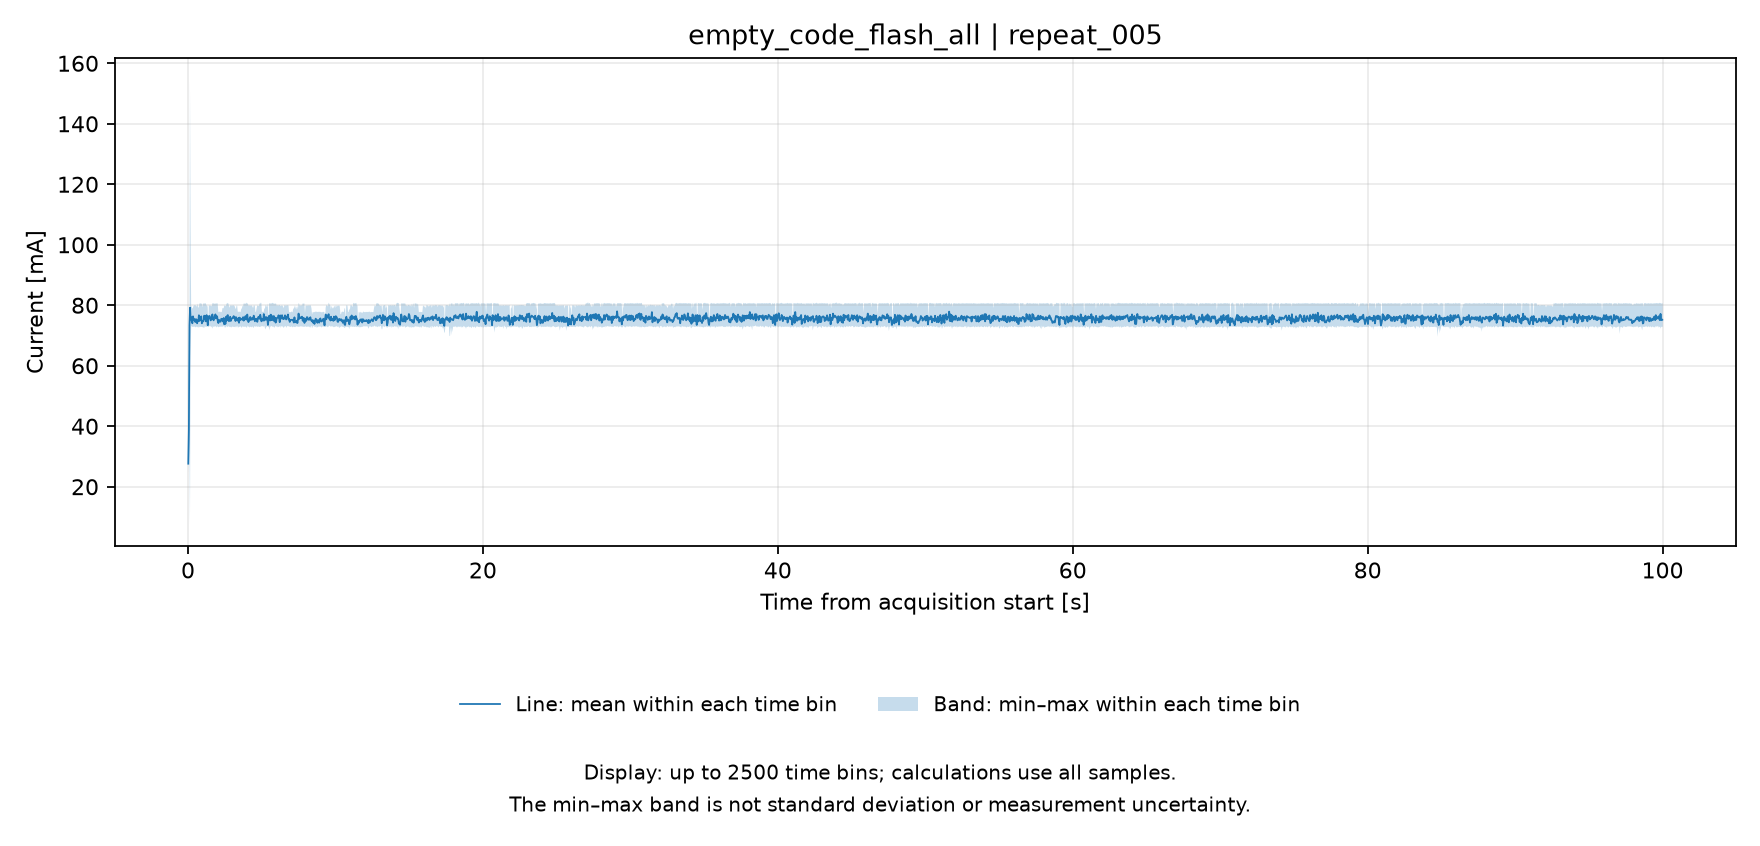 empty_code_flash_all | repeat_005
160
140
120
100
80
60
40
20
Current [mA]
0 20 40 60 80 100
Time from acquisition start [s]
Line: mean within each time bin Band: min–max within each time bin
Display: up to 2500 time bins; calculations use all samples.
The min–max band is not standard deviation or measurement uncertainty.